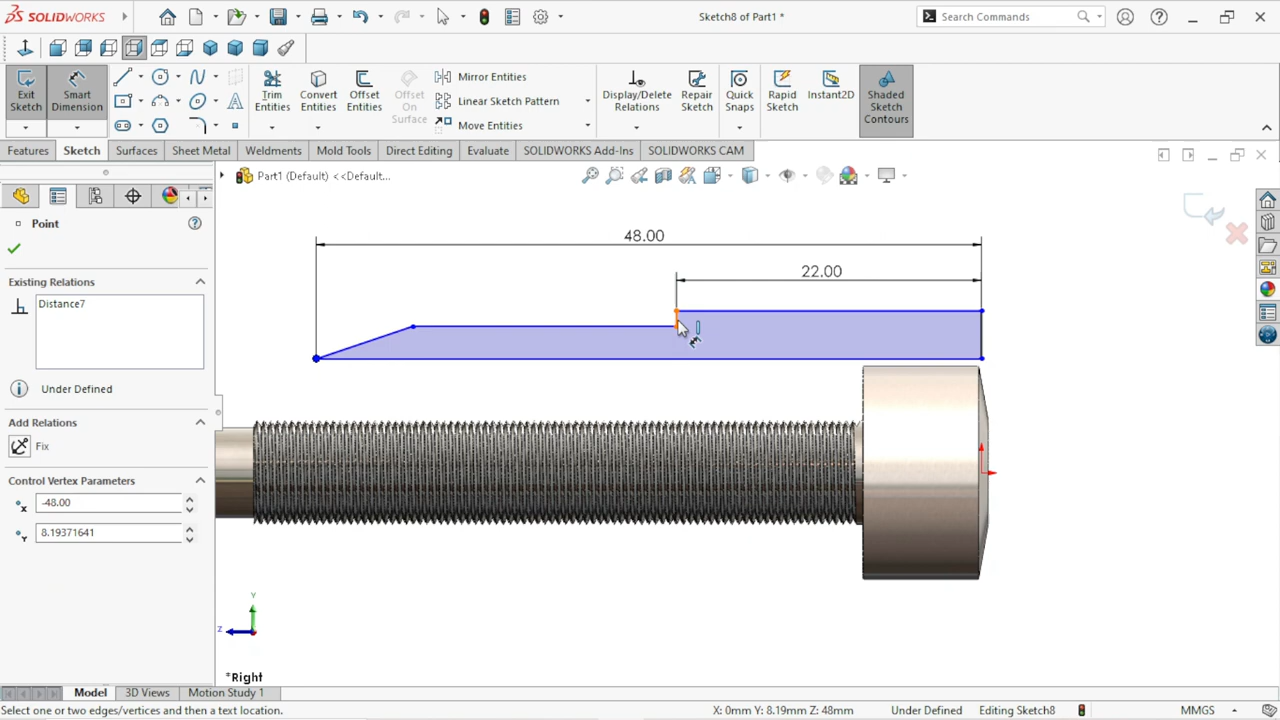 SOLIDWORKS
Sketch8 of Part1 *
Search Commands
Exit Sketch
Smart Dimension
Trim Entities
Convert Entities
Offset Entities
Offset On Surface
Mirror Entities
Linear Sketch Pattern
Move Entities
Display/Delete Relations
Repair Sketch
Quick Snaps
Rapid Sketch
Instant2D
Shaded Sketch Contours
Features
Sketch
Surfaces
Sheet Metal
Weldments
Mold Tools
Direct Editing
Evaluate
SOLIDWORKS Add-Ins
SOLIDWORKS CAM
Part1 (Default) <<Default...
Point
Existing Relations
Distance7
Under Defined
Add Relations
Fix
Control Vertex Parameters
x
-48.00
Y
8.19371641
48.00
22.00
Y
Z
*Right
Model
3D Views
Motion Study 1
Select one or two edges/vertices and then a text location.
X: 0mm Y: 8.19mm Z: 48mm
Under Defined
Editing Sketch8
MMGS